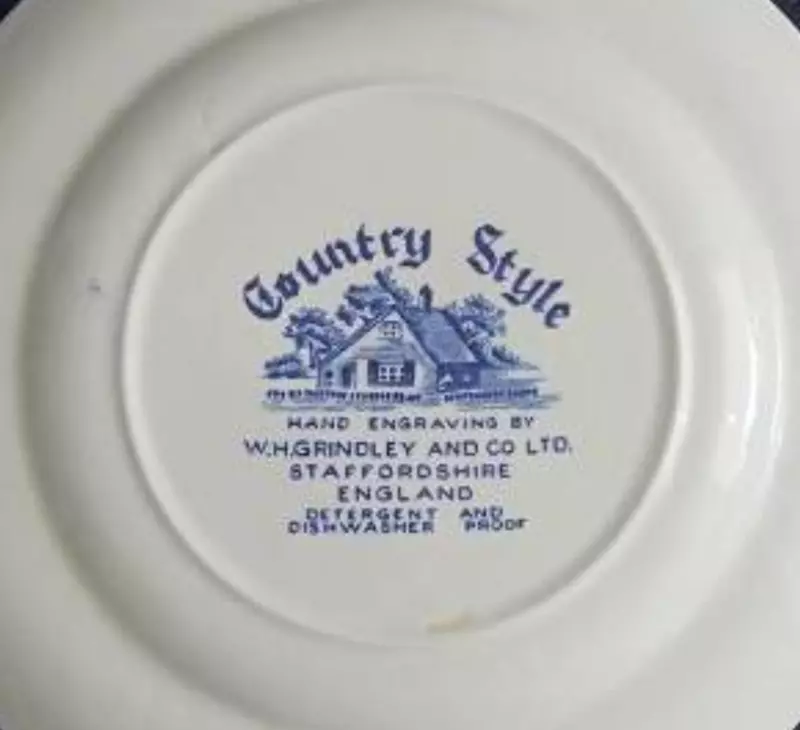 Country Style
HAND ENGRAVING BY
W.H.GRINDLEY AND CO LTD.
STAFFORDSHIRE
ENGLAND
DETERGENT AND
DISHWASHER PROOF